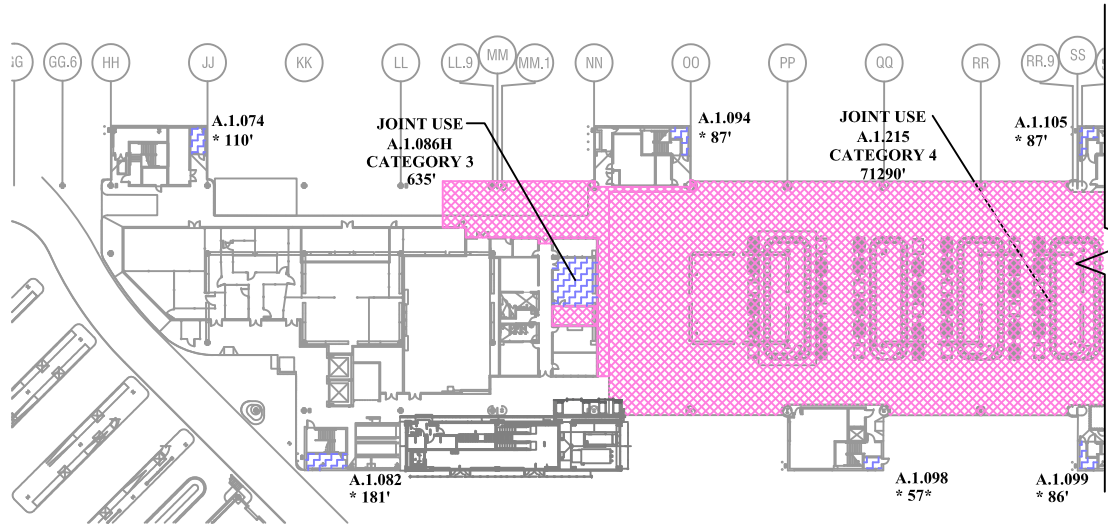 GG
GG.6
HH
JJ
KK
LL
LL.9
MM
MM.1
NN
OO
PP
QQ
RR
RR.9
SS
A.1.074
* 110'
JOINT USE
A.1.086H
CATEGORY 3
635'
A.1.094
* 87'
JOINT USE
A.1.215
CATEGORY 4
71290'
A.1.105
* 87'
A.1.082
* 181'
A.1.098
* 57*
A.1.099
* 86'